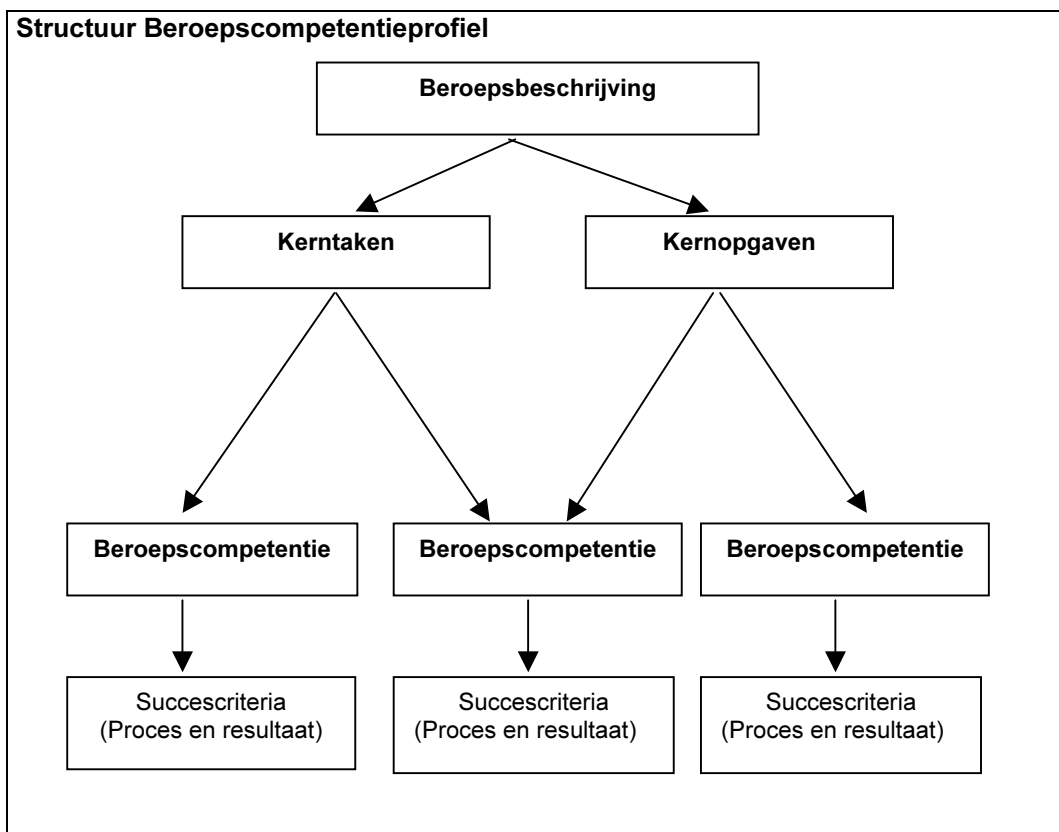 Structuur Beroepscompetentieprofiel
Beroepsbeschrijving
Kerntaken
Kernopgaven
Beroepscompetentie
Beroepscompetentie
Beroepscompetentie
Succescriteria
(Proces en resultaat)
Succescriteria
(Proces en resultaat)
Succescriteria
(Proces en resultaat)